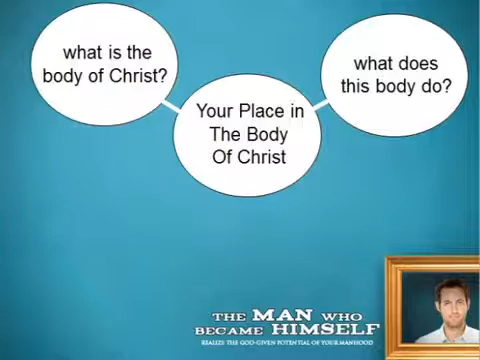 what is the
body of Christ?
what does
this body do?
Your Place in
The Body
Of Christ
THE MAN WHO
BECAME HIMSELF
REALIZE THE GOD-GIVEN POTENTIAL OF YOUR MANHOOD